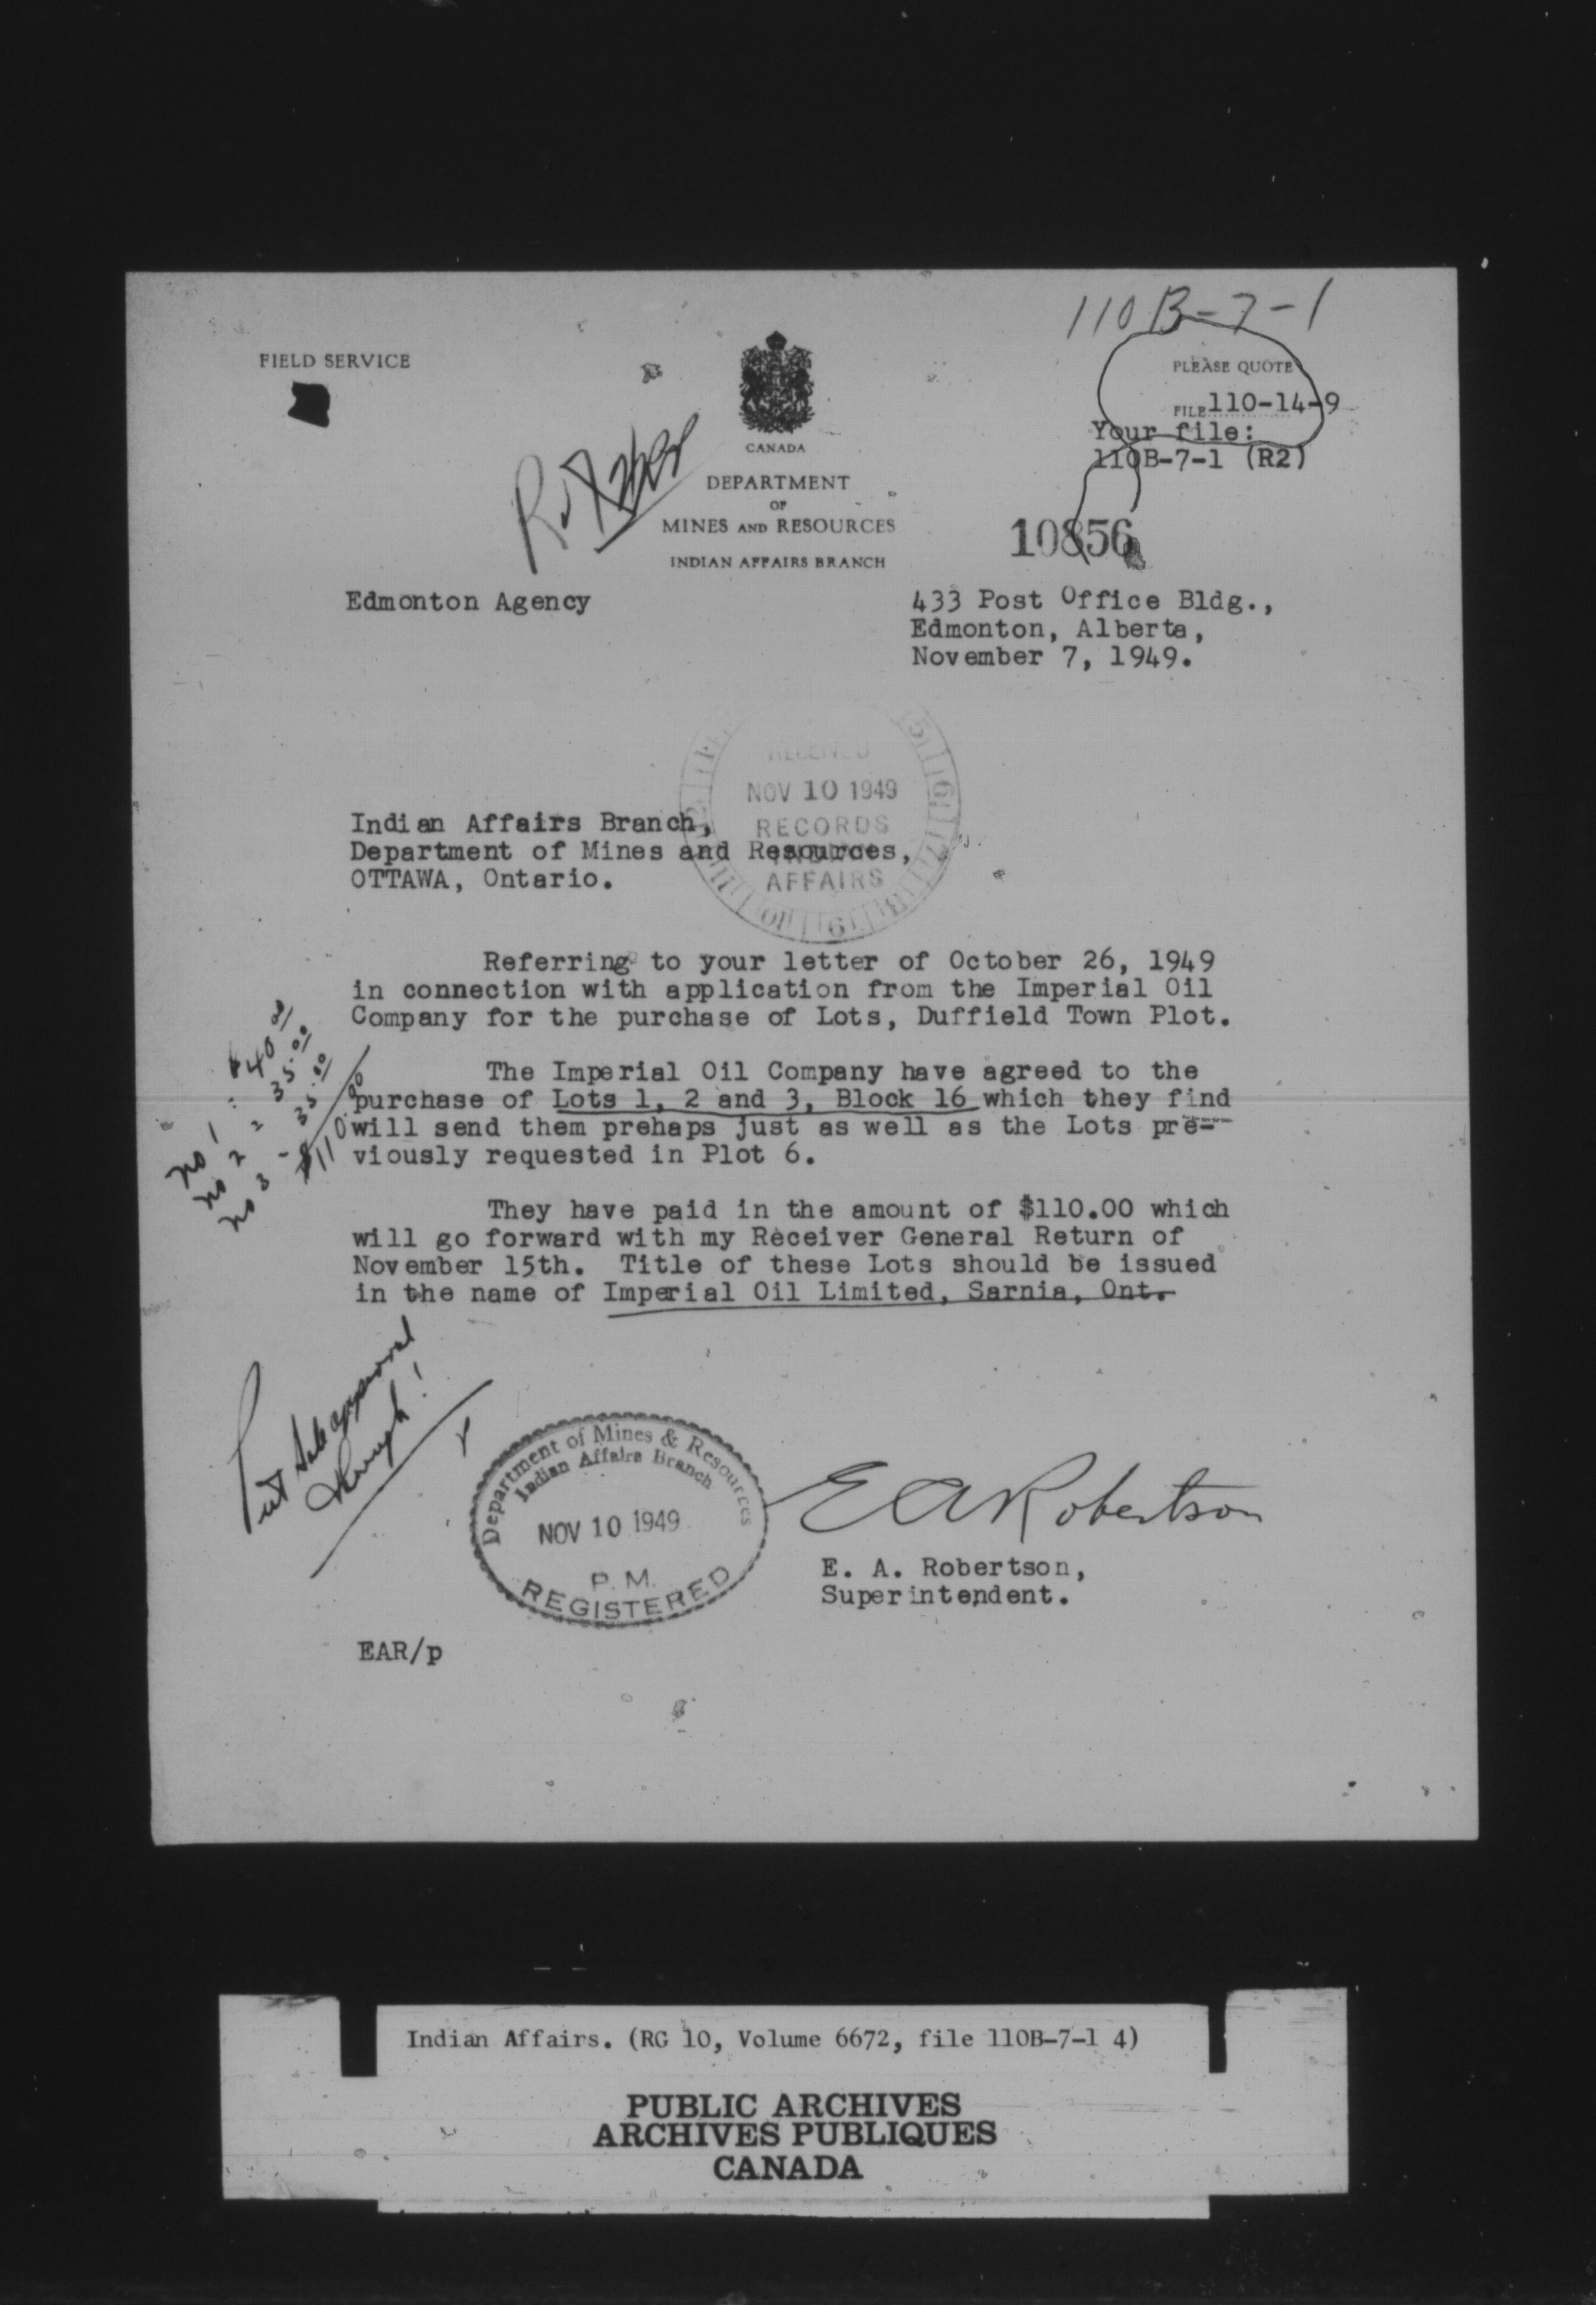 110B-7-1
FIELD SERVICE
PLEASE QUOTE
FILE 110-14-9
Your file:
110B-7-1 (R2)
CANADA
DEPARTMENT
OF
MINES AND RESOURCES
INDIAN AFFAIRS BRANCH
10856
Edmonton Agency
433 Post Office Bldg.,
Edmonton, Alberta,
November 7, 1949.
RECEIVED
NOV 10 1949
RECORDS
INDIAN
AFFAIRS
Indian Affairs Branch,
Department of Mines and Resources,
OTTAWA, Ontario.
Referring to your letter of October 26, 1949
in connection with application from the Imperial Oil
Company for the purchase of Lots, Duffield Town Plot.
The Imperial Oil Company have agreed to the
purchase of Lots 1, 2 and 3, Block 16 which they find
will send them prehaps just as well as the Lots pre-
viously requested in Plot 6.
They have paid in the amount of $110.00 which
will go forward with my Receiver General Return of
November 15th. Title of these Lots should be issued
in the name of Imperial Oil Limited, Sarnia, Ont.
no 1 : $40.00
no 2 = 35.00
no 3 - 35.00
$110.00
Put Sale approval
through!
Department of Mines & Resources
Indian Affairs Branch
NOV 10 1949
P. M.
REGISTERED
E A Robertson
E. A. Robertson,
Superintendent.
EAR/p
Indian Affairs. (RG 10, Volume 6672, file 110B-7-1 4)
PUBLIC ARCHIVES
ARCHIVES PUBLIQUES
CANADA